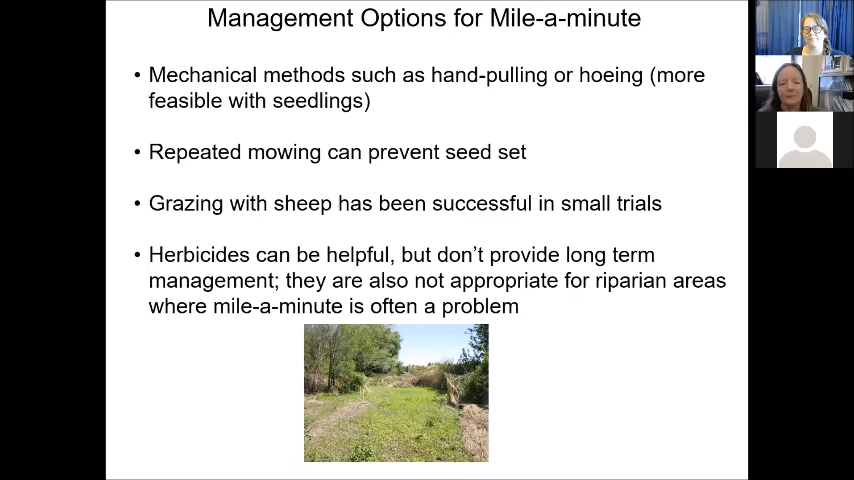 Management Options for Mile-a-minute
• Mechanical methods such as hand-pulling or hoeing (more
feasible with seedlings)
• Repeated mowing can prevent seed set
• Grazing with sheep has been successful in small trials
• Herbicides can be helpful, but don’t provide long term
management; they are also not appropriate for riparian areas
where mile-a-minute is often a problem